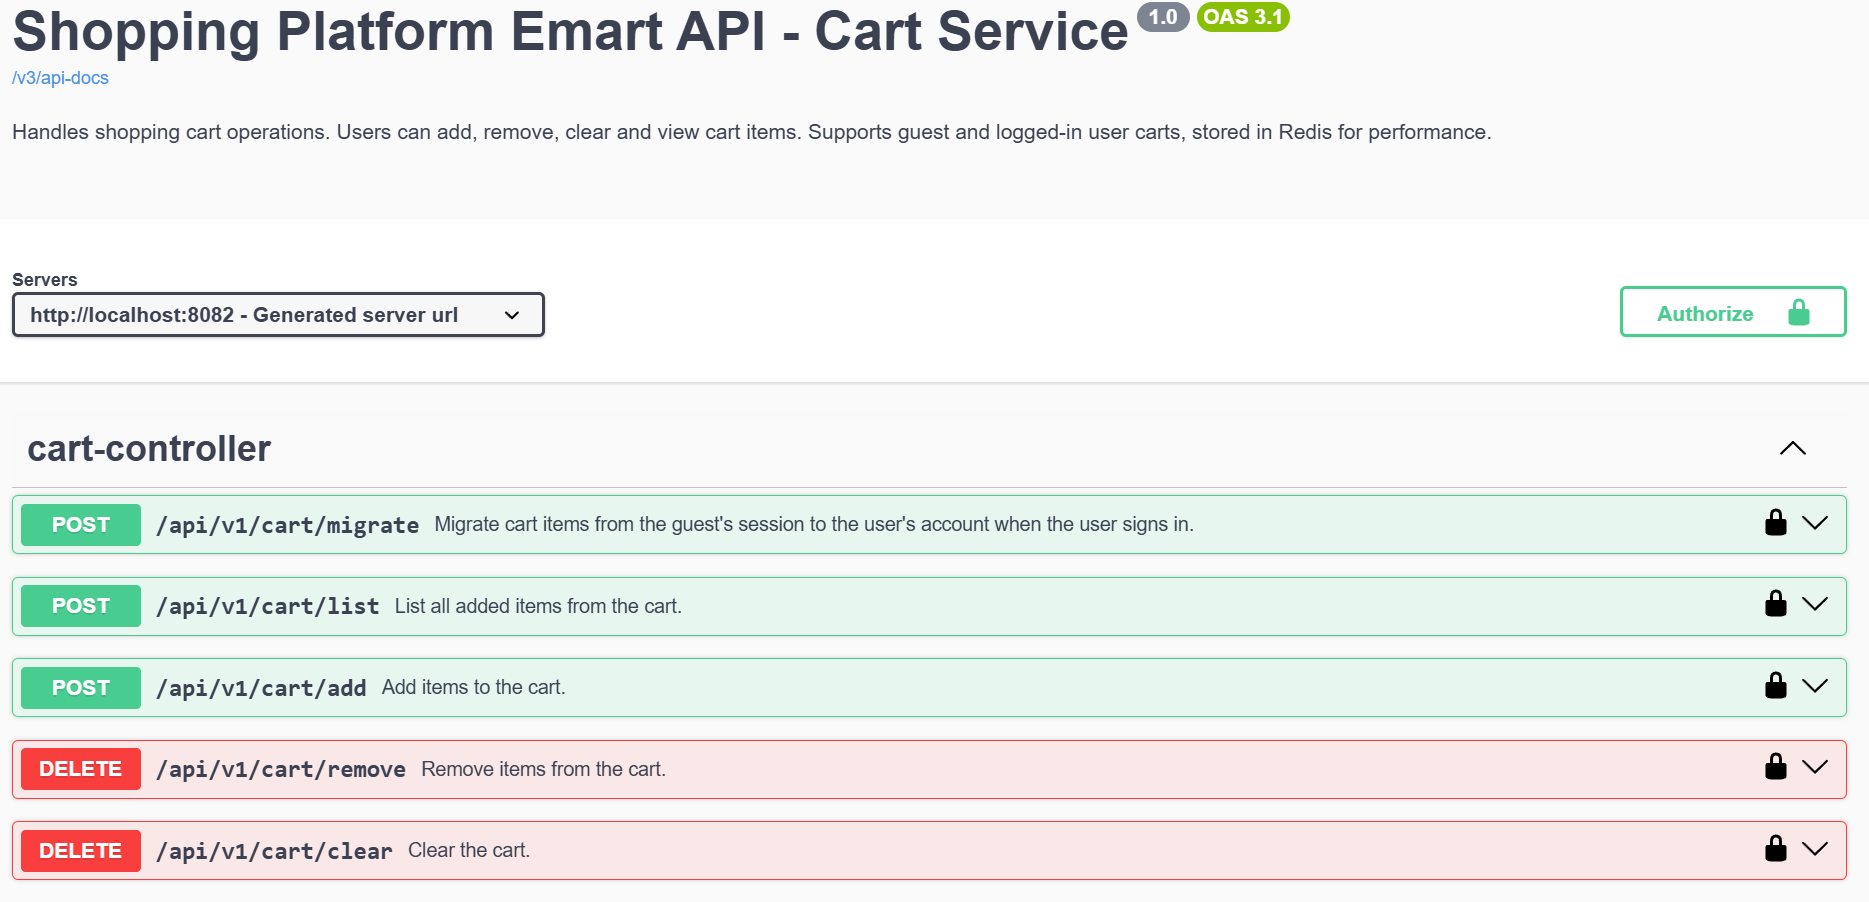 Shopping Platform Emart API - Cart Service 1.0 OAS 3.1
/v3/api-docs
Handles shopping cart operations. Users can add, remove, clear and view cart items. Supports guest and logged-in user carts, stored in Redis for performance.
Servers
http://localhost:8082 - Generated server url
Authorize
cart-controller
POST /api/v1/cart/migrate Migrate cart items from the guest's session to the user's account when the user signs in.
POST /api/v1/cart/list List all added items from the cart.
POST /api/v1/cart/add Add items to the cart.
DELETE /api/v1/cart/remove Remove items from the cart.
DELETE /api/v1/cart/clear Clear the cart.